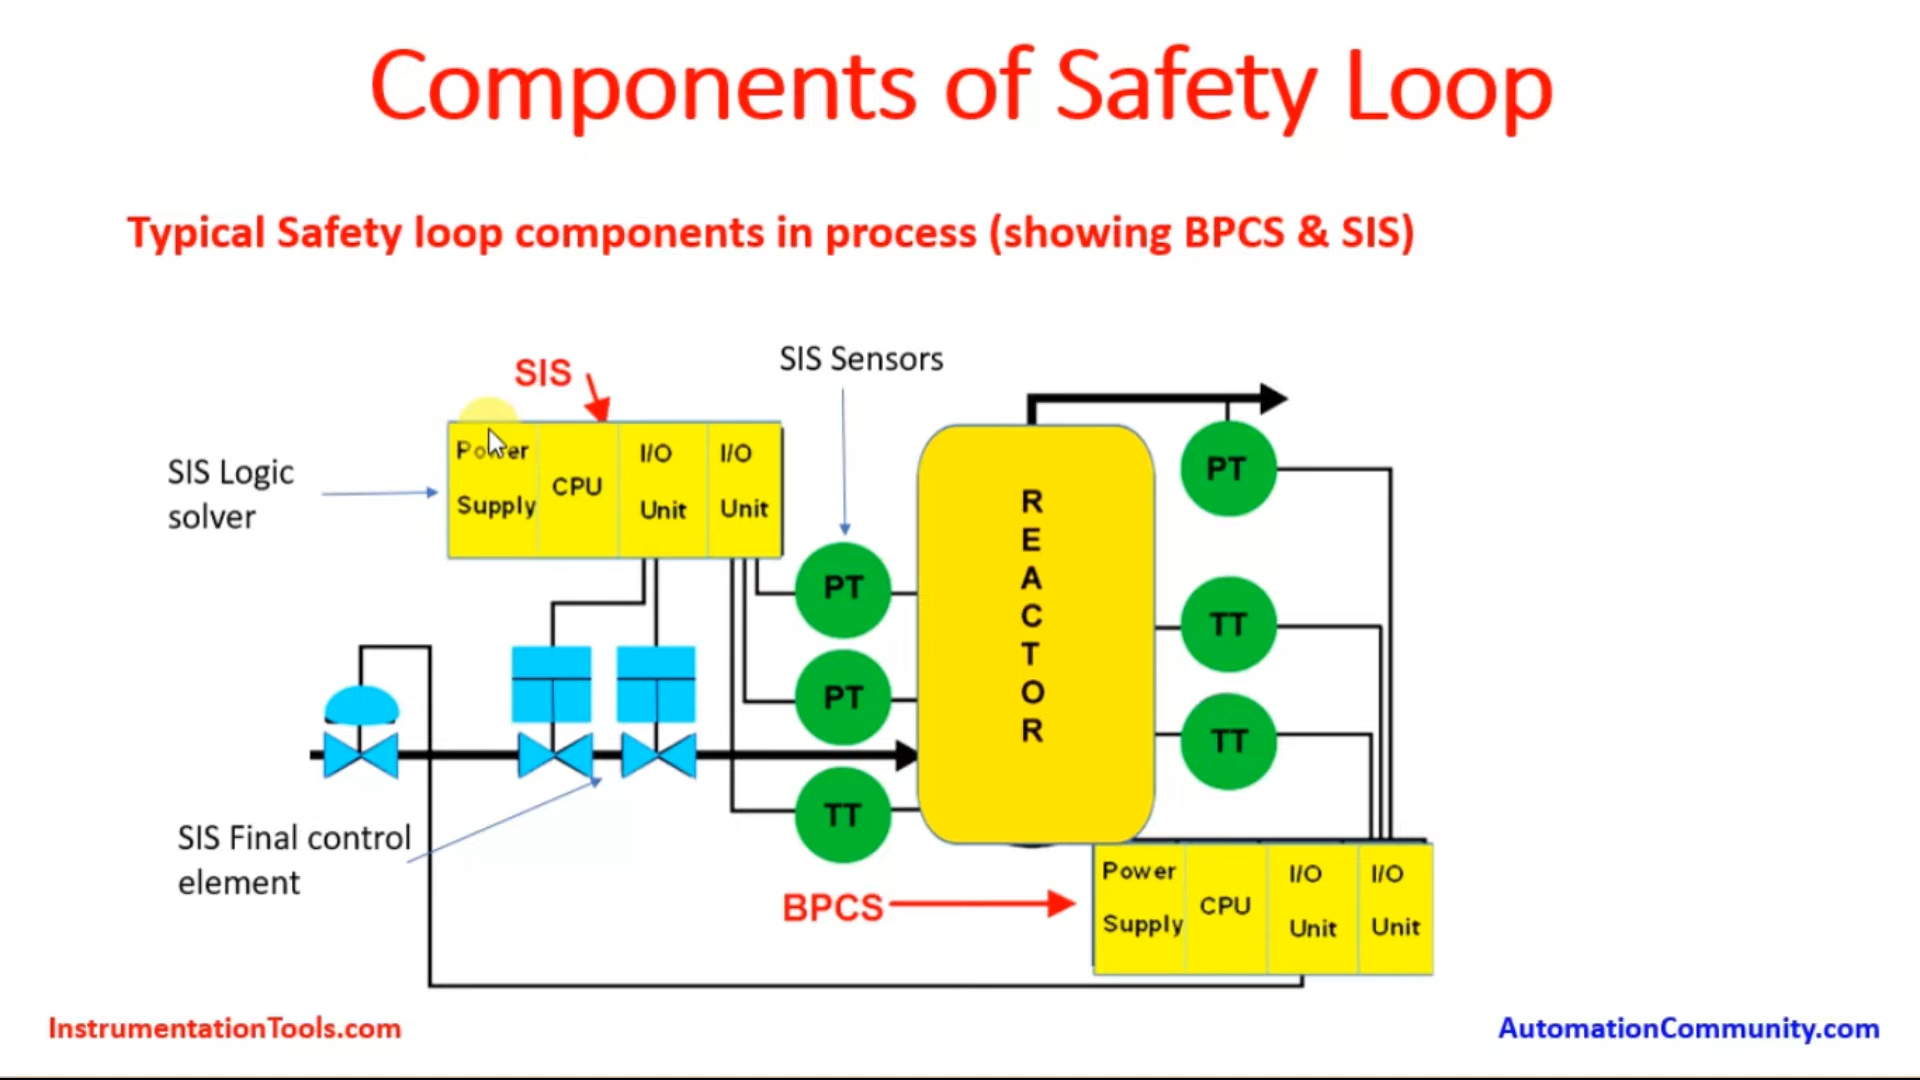 Components of Safety Loop
Typical Safety loop components in process (showing BPCS & SIS)
SIS
SIS Sensors
SIS Logic
solver
Power
Supply
CPU
I/O
Unit
I/O
Unit
PT
PT
TT
R
E
A
C
T
O
R
PT
TT
TT
SIS Final control
element
BPCS
Power
Supply
CPU
I/O
Unit
I/O
Unit
InstrumentationTools.com
AutomationCommunity.com